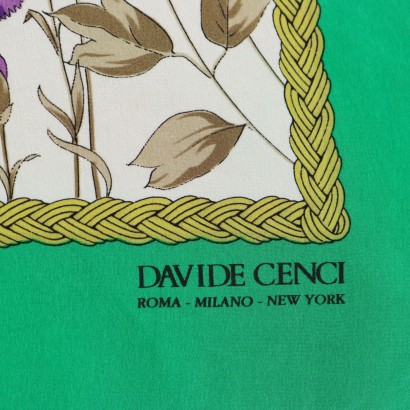 DAVIDE CENCI
ROMA - MILANO - NEW YORK